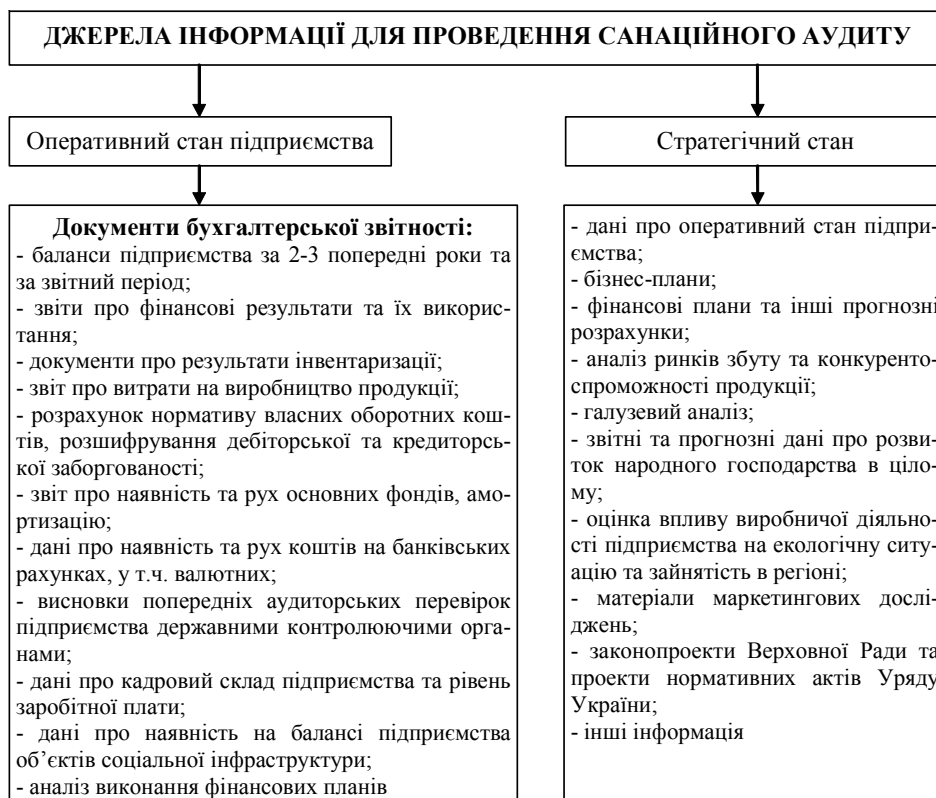 ДЖЕРЕЛА ІНФОРМАЦІЇ ДЛЯ ПРОВЕДЕННЯ САНАЦІЙНОГО АУДИТУ
Оперативний стан підприємства
Стратегічний стан
Документи бухгалтерської звітності:
- баланси підприємства за 2-3 попередні роки та
за звітний період;
- звіти про фінансові результати та їх викорис-
тання;
- документи про результати інвентаризації;
- звіт про витрати на виробництво продукції;
- розрахунок нормативу власних оборотних кош-
тів, розшифрування дебіторської та кредиторсь-
кої заборгованості;
- звіт про наявність та рух основних фондів, амо-
ртизацію;
- дані про наявність та рух коштів на банківських
рахунках, у т.ч. валютних;
- висновки попередніх аудиторських перевірок
підприємства державними контролюючими орга-
нами;
- дані про кадровий склад підприємства та рівень
заробітної плати;
- дані про наявність на балансі підприємства
об’єктів соціальної інфраструктури;
- аналіз виконання фінансових планів
- дані про оперативний стан підпри-
ємства;
- бізнес-плани;
- фінансові плани та інші прогнозні
розрахунки;
- аналіз ринків збуту та конкуренто-
спроможності продукції;
- галузевий аналіз;
- звітні та прогнозні дані про розви-
ток народного господарства в ціло-
му;
- оцінка впливу виробничої діяльно-
сті підприємства на екологічну ситу-
ацію та зайнятість в регіоні;
- матеріали маркетингових дослі-
джень;
- законопроекти Верховної Ради та
проекти нормативних актів Уряду
України;
- інші інформація